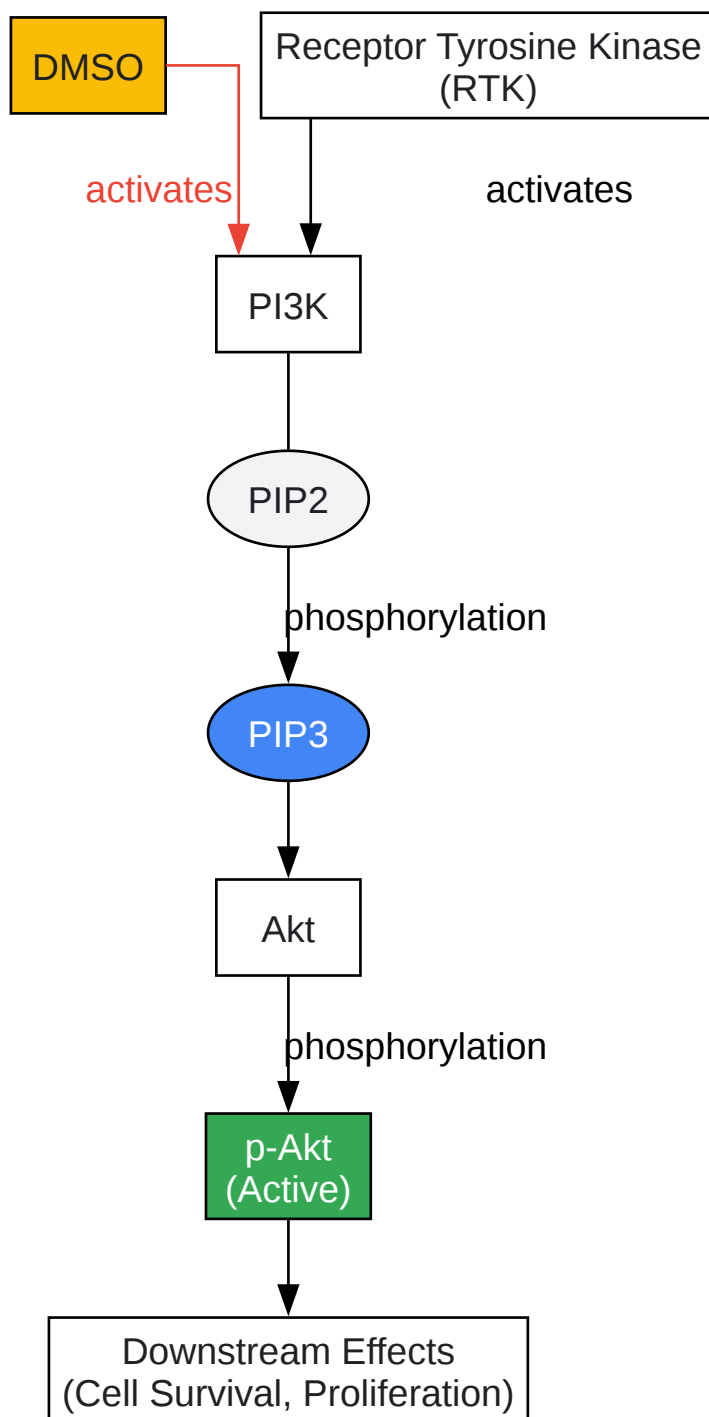 DMSO
Receptor Tyrosine Kinase
(RTK)
activates
activates
PI3K
PIP2
phosphorylation
PIP3
Akt
phosphorylation
p-Akt
(Active)
Downstream Effects
(Cell Survival, Proliferation)